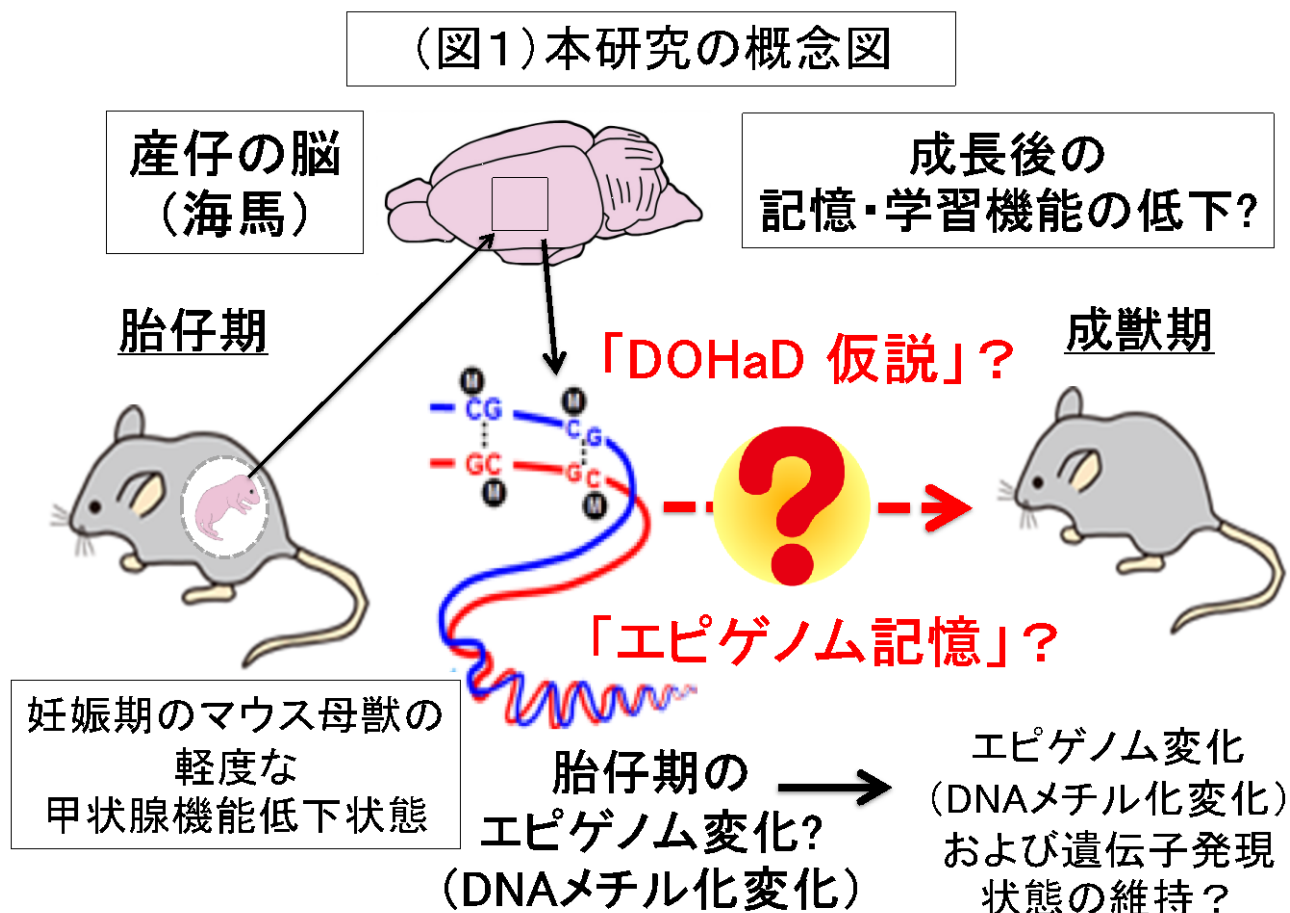 （図１）本研究の概念図
産仔の脳
（海馬）
成長後の
記憶・学習機能の低下?
胎仔期
「DOHaD 仮説」？
成獣期
M
M
CG
CG
GC
GC
M
M
?
「エピゲノム記憶」？
妊娠期のマウス母獣の
軽度な
甲状腺機能低下状態
胎仔期の
エピゲノム変化?
（DNAメチル化変化）
エピゲノム変化
（DNAメチル化変化）
および遺伝子発現
状態の維持？